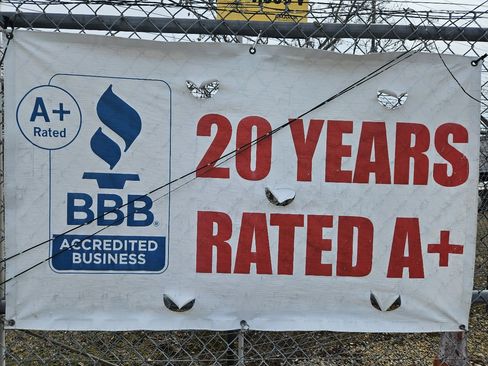 A+
Rated
BBB
ACCREDITED
BUSINESS
20 YEARS
RATED A+